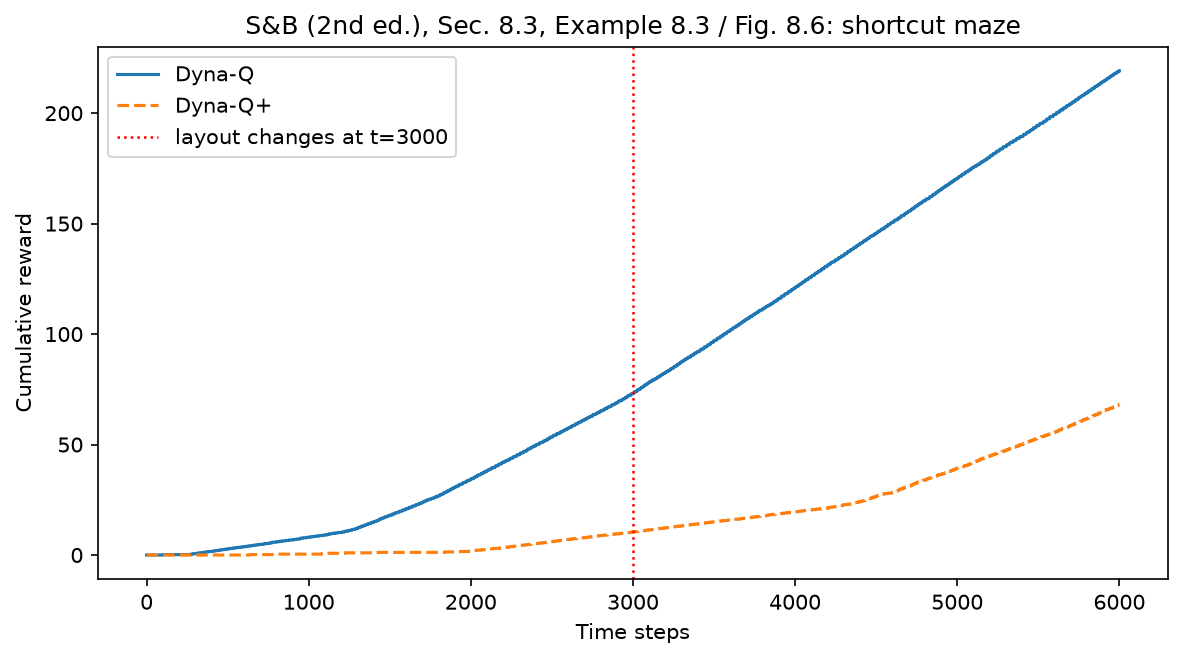 S&B (2nd ed.), Sec. 8.3, Example 8.3 / Fig. 8.6: shortcut maze
Dyna-Q
Dyna-Q+
layout changes at t=3000
Cumulative reward
200
150
100
50
0
0 1000 2000 3000 4000 5000 6000
Time steps